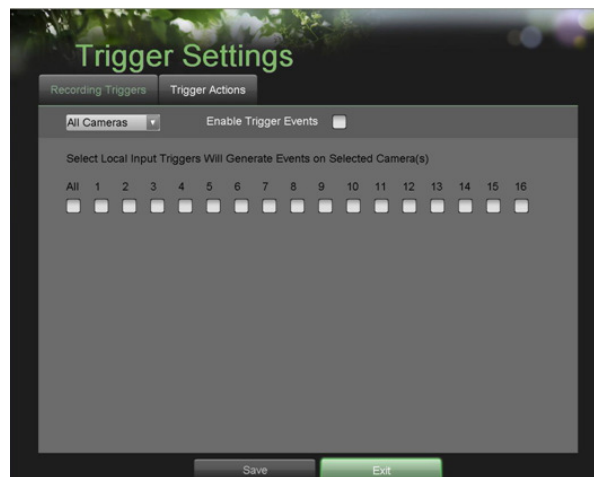 Trigger Settings
Recording Triggers Trigger Actions
All Cameras Enable Trigger Events
Select Local Input Triggers Will Generate Events on Selected Camera(s)
All 1 2 3 4 5 6 7 8 9 10 11 12 13 14 15 16
Save Exit